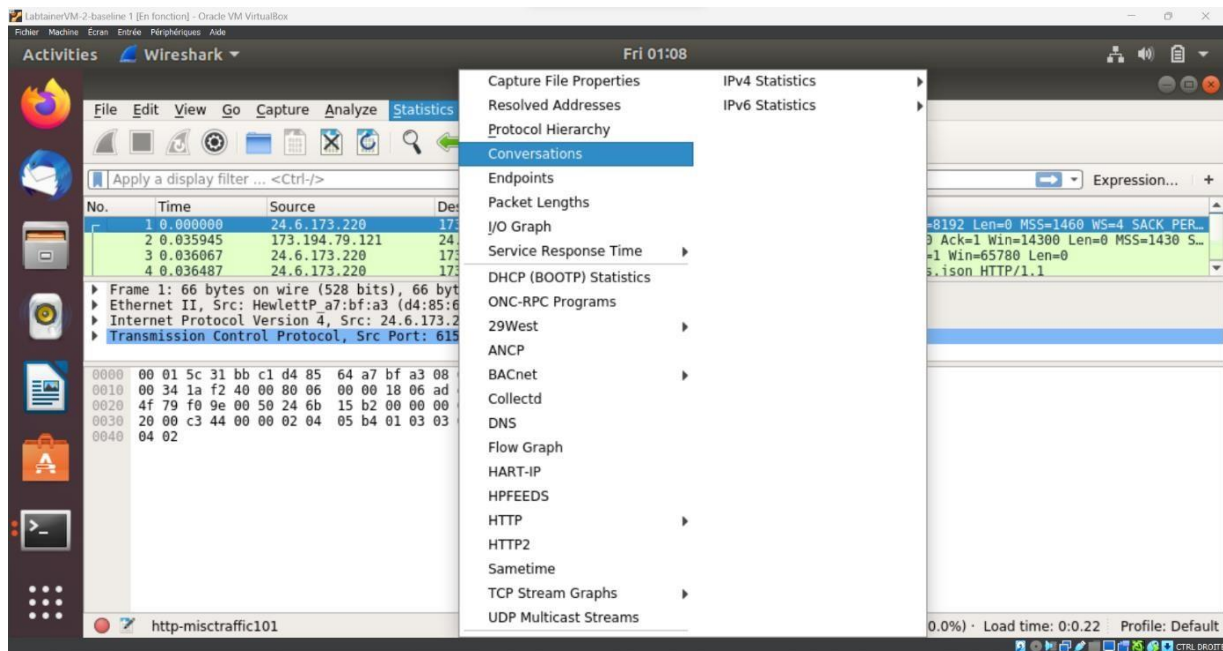 LabtainerVM-2-baseline 1 [En fonction] - Oracle VM VirtualBox
Fichier Machine Écran Entrée Périphériques Aide
Activities Wireshark Fri 01:08
File Edit View Go Capture Analyze Statistics
Apply a display filter ... <Ctrl-/> Expression... +
No. Time Source
1 0.000000 24.6.173.220 =8192 Len=0 MSS=1460 WS=4 SACK PER…
2 0.035945 173.194.79.121 24. Ack=1 Win=14300 Len=0 MSS=1430 S…
3 0.036067 24.6.173.220 =1 Win=65780 Len=0
4 0.036487 24.6.173.220 s.json HTTP/1.1
Frame 1: 66 bytes on wire (528 bits), 66 byt
Ethernet II, Src: HewlettP_a7:bf:a3 (d4:85:6
Internet Protocol Version 4, Src: 24.6.173.2
Transmission Control Protocol, Src Port: 615
0000 00 01 5c 31 bb c1 d4 85 64 a7 bf a3 08
0010 00 34 1a f2 40 00 80 06 00 00 18 06 ad
0020 4f 79 f0 9e 00 50 24 6b 15 b2 00 00 00
0030 20 00 c3 44 00 00 02 04 05 b4 01 03 03
0040 04 02
Capture File Properties
Resolved Addresses
Protocol Hierarchy
Conversations
Endpoints
Packet Lengths
I/O Graph
Service Response Time
DHCP (BOOTP) Statistics
ONC-RPC Programs
29West
ANCP
BACnet
Collectd
DNS
Flow Graph
HART-IP
HPFEEDS
HTTP
HTTP2
Sametime
TCP Stream Graphs
UDP Multicast Streams
IPv4 Statistics
IPv6 Statistics
http-misctraffic101 0.0%) · Load time: 0:0.22 Profile: Default
CTRL DROITE